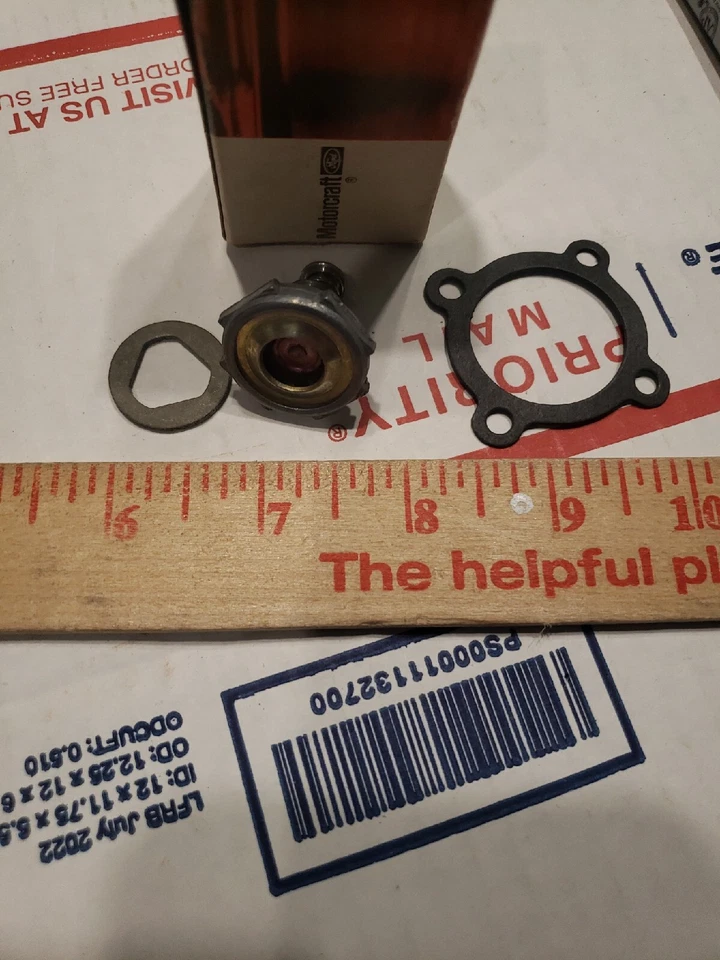 VISIT US AT
ORDER FREE SU
Ford
Motorcraft®
®
PRIORITY®
MAIL
6 7 8 9 10
The helpful pl
PS00011132700
LFRB July 2022
ID: 12 x 11.75 x 5.5
OD: 12.25 x 12 x 6
ODCUFT: 0.510